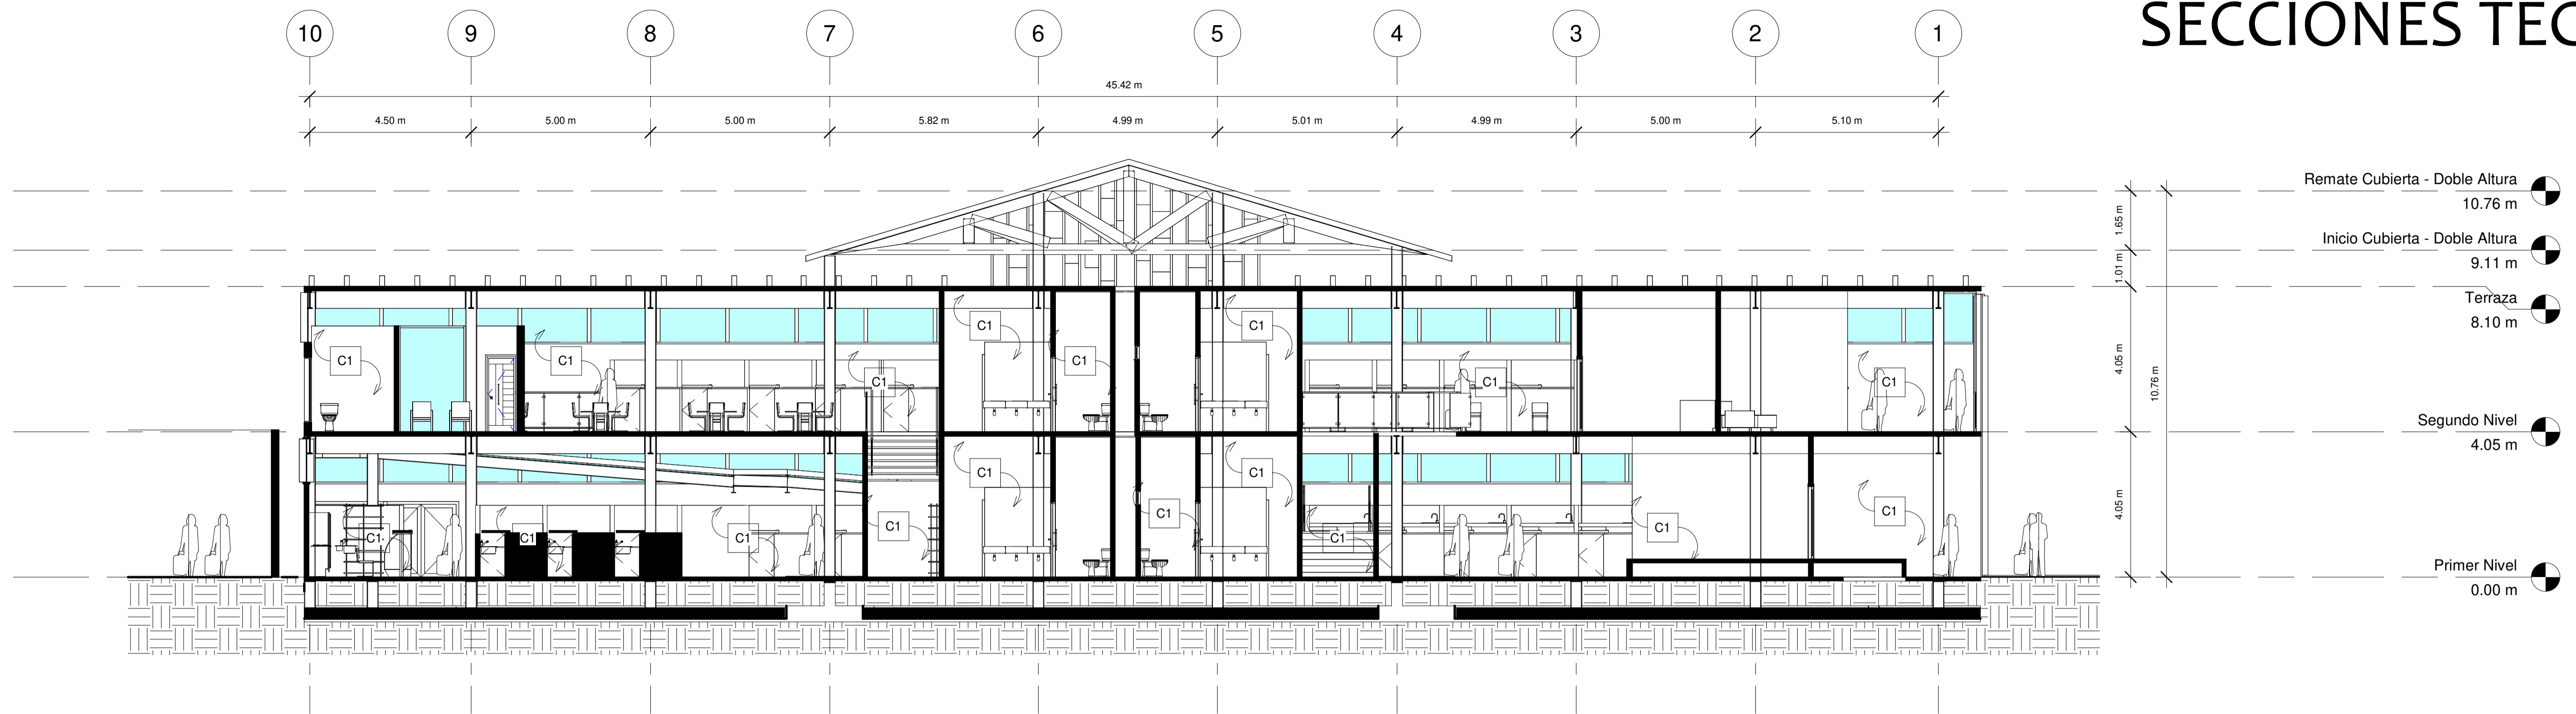 SECCIONES TEC
10 9 8 7 6 5 4 3 2 1
45.42 m
4.50 m 5.00 m 5.00 m 5.82 m 4.99 m 5.01 m 4.99 m 5.00 m 5.10 m
Remate Cubierta - Doble Altura
10.76 m
1.65 m
Inicio Cubierta - Doble Altura
9.11 m
1.01 m
Terraza
8.10 m
C1 C1 C1 C1 C1 C1 C1 C1
4.05 m
10.76 m
Segundo Nivel
4.05 m
C1 C1 C1 C1 C1 C1 C1 C1 C1 C1
4.05 m
Primer Nivel
0.00 m